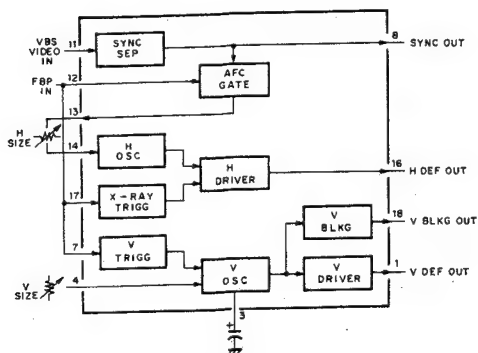 VBS
VIDEO
IN
11
SYNC
SEP
8
SYNC OUT
FBP
IN
12
AFC
GATE
13
H
SIZE
14
H
OSC
H
DRIVER
16
H DEF OUT
17
X-RAY
TRIGG
V
BLKG
18
V BLKG OUT
7
V
TRIGG
V
SIZE
4
V
OSC
V
DRIVER
1
V DEF OUT
3
+